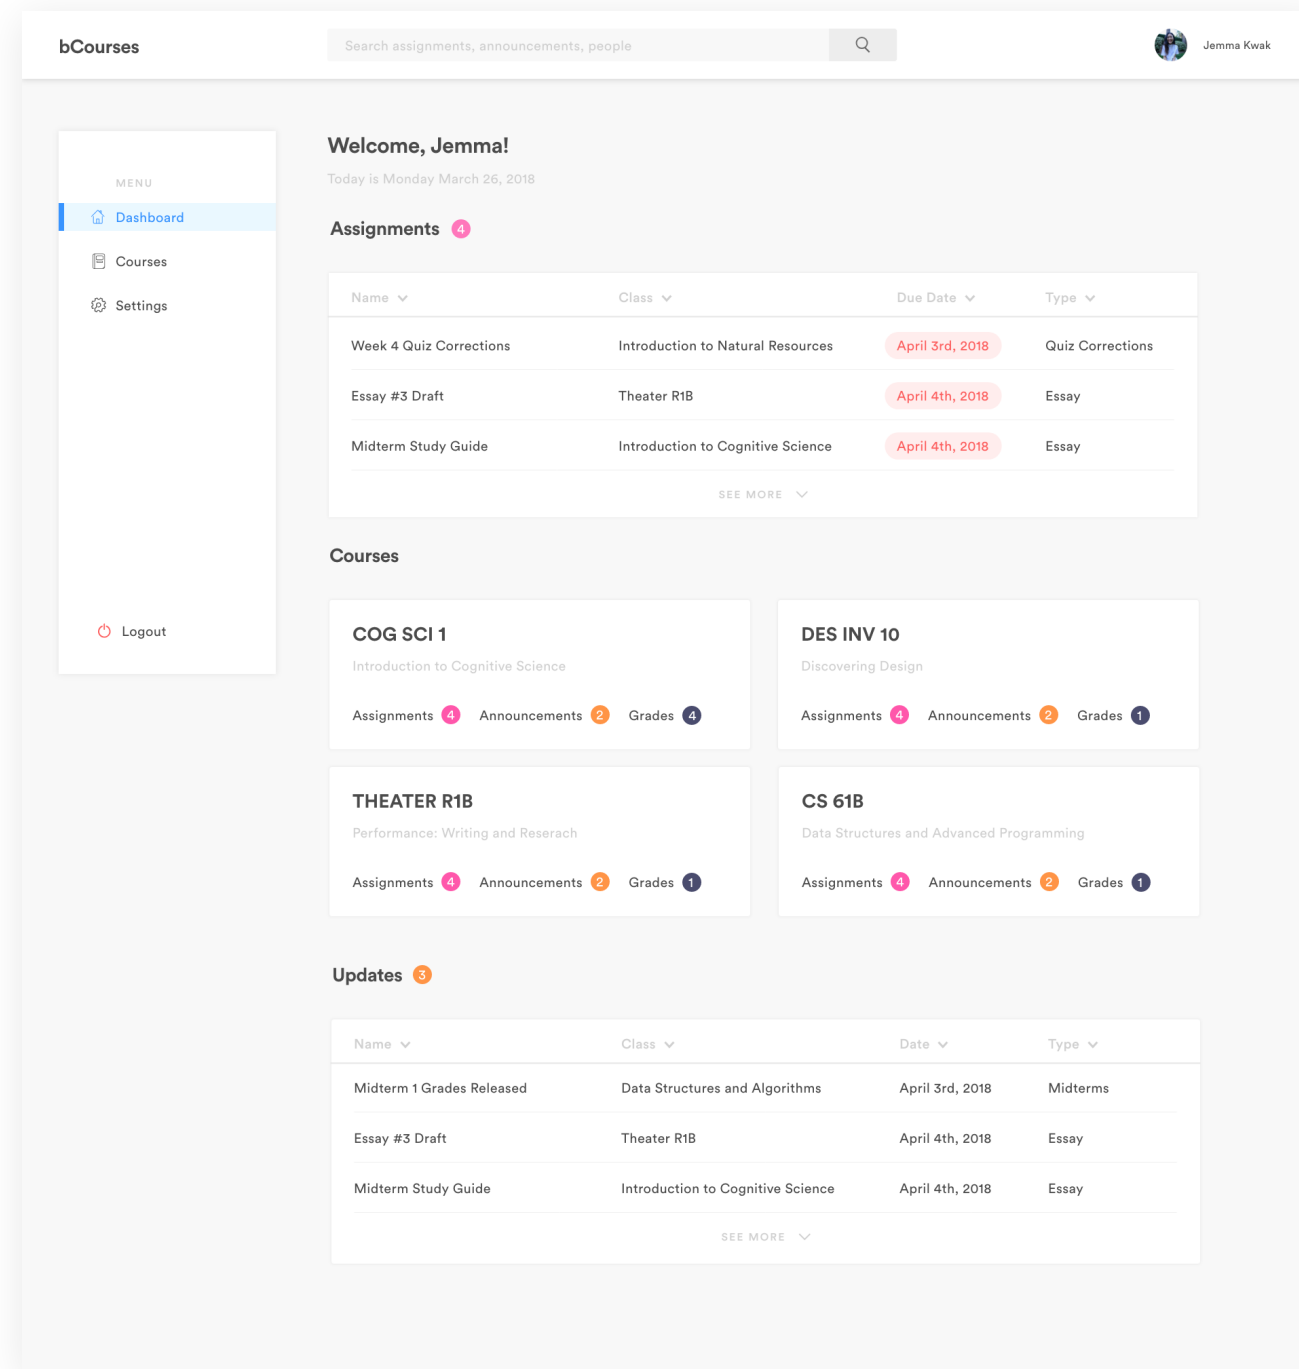 bCourses
Search assignments, announcements, people
Jemma Kwak
MENU
Dashboard
Courses
Settings
Logout
Welcome, Jemma!
Today is Monday March 26, 2018
Assignments 4
Name Class Due Date Type
Week 4 Quiz Corrections Introduction to Natural Resources April 3rd, 2018 Quiz Corrections
Essay #3 Draft Theater R1B April 4th, 2018 Essay
Midterm Study Guide Introduction to Cognitive Science April 4th, 2018 Essay
SEE MORE
Courses
COG SCI 1
Introduction to Cognitive Science
Assignments 4 Announcements 2 Grades 4
DES INV 10
Discovering Design
Assignments 4 Announcements 2 Grades 1
THEATER R1B
Performance: Writing and Reserach
Assignments 4 Announcements 2 Grades 1
CS 61B
Data Structures and Advanced Programming
Assignments 4 Announcements 2 Grades 1
Updates 3
Name Class Date Type
Midterm 1 Grades Released Data Structures and Algorithms April 3rd, 2018 Midterms
Essay #3 Draft Theater R1B April 4th, 2018 Essay
Midterm Study Guide Introduction to Cognitive Science April 4th, 2018 Essay
SEE MORE